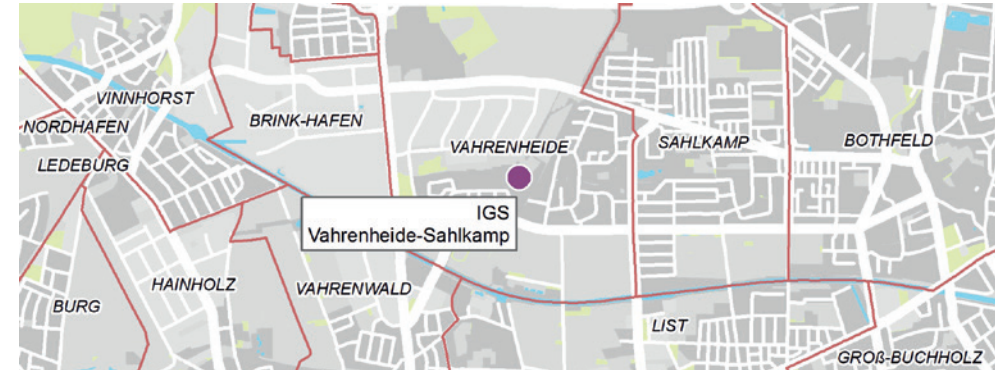 VINNHORST
NORDHAFEN
BRINK-HAFEN
LEDEBURG
VAHRENHEIDE
SAHLKAMP
BOTHFELD
IGS
Vahrenheide-Sahlkamp
HAINHOLZ
VAHRENWALD
BURG
LIST
GROß-BUCHHOLZ